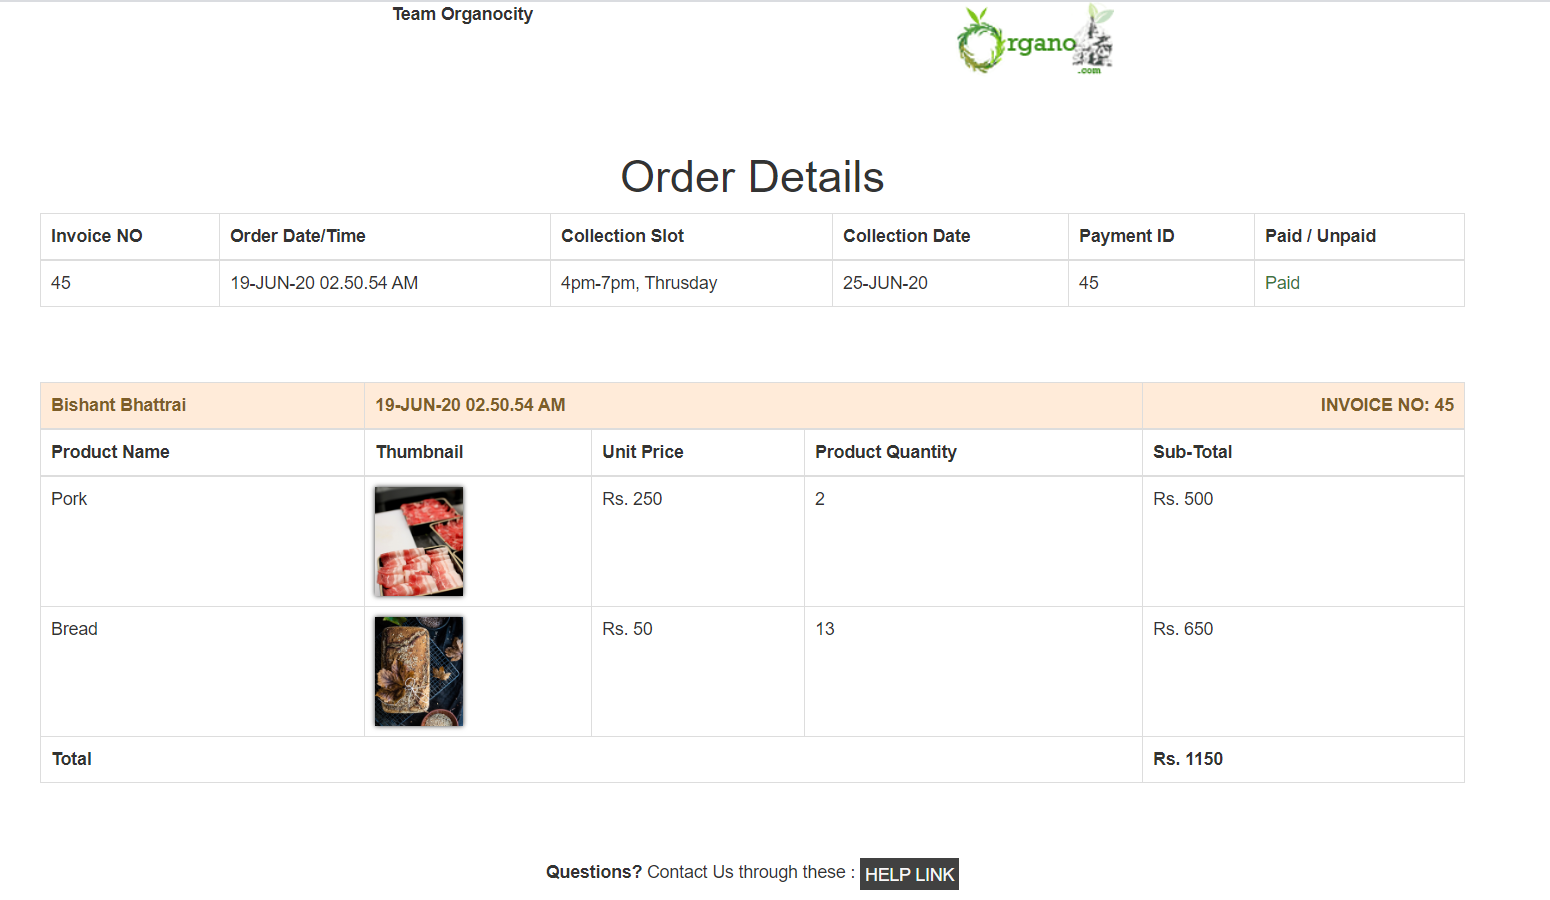 Team Organocity
rgano
.com
Order Details
Invoice NO Order Date/Time Collection Slot Collection Date Payment ID Paid / Unpaid
45 19-JUN-20 02.50.54 AM 4pm-7pm, Thrusday 25-JUN-20 45 Paid
Bishant Bhattrai 19-JUN-20 02.50.54 AM INVOICE NO: 45
Product Name Thumbnail Unit Price Product Quantity Sub-Total
Pork Rs. 250 2 Rs. 500
Bread Rs. 50 13 Rs. 650
Total Rs. 1150
Questions? Contact Us through these : HELP LINK